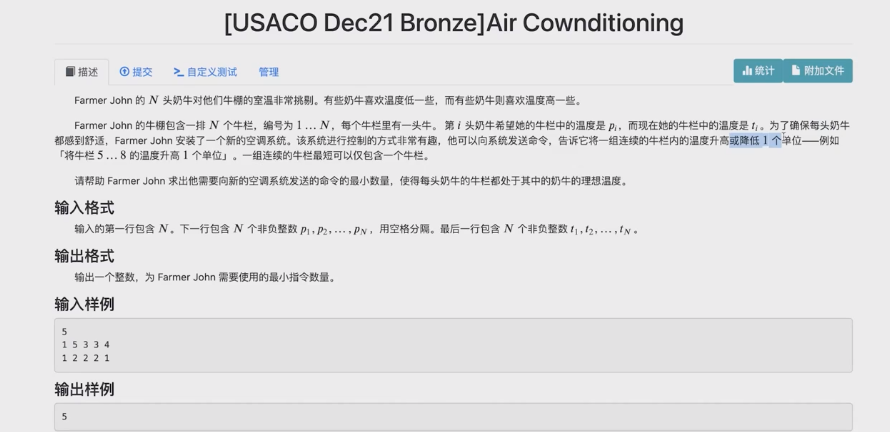 [USACO Dec21 Bronze]Air Cownditioning
描述 提交 自定义测试 管理 统计 附加文件
Farmer John 的 N 头奶牛对他们牛棚的室温非常挑剔。有些奶牛喜欢温度低一些，而有些奶牛则喜欢温度高一些。
Farmer John 的牛棚包含一排 N 个牛栏，编号为 1…N，每个牛栏里有一头牛。 第 i 头奶牛希望她的牛栏中的温度是 pᵢ，而现在她的牛栏中的温度是 tᵢ。为了确保每头奶牛
都感到舒适，Farmer John 安装了一个新的空调系统。该系统进行控制的方式非常有趣，他可以向系统发送命令，告诉它将一组连续的牛栏内的温度升高或降低 1 个单位——例如
「将牛栏 5…8 的温度升高 1 个单位」。一组连续的牛栏最短可以仅包含一个牛栏。
请帮助 Farmer John 求出他需要向新的空调系统发送的命令的最小数量，使得每头奶牛的牛栏都处于其中的奶牛的理想温度。
输入格式
输入的第一行包含 N。下一行包含 N 个非负整数 p₁, p₂, …, p_N，用空格分隔。最后一行包含 N 个非负整数 t₁, t₂, …, t_N。
输出格式
输出一个整数，为 Farmer John 需要使用的最小指令数量。
输入样例
5
1 5 3 3 4
1 2 2 2 1
输出样例
5